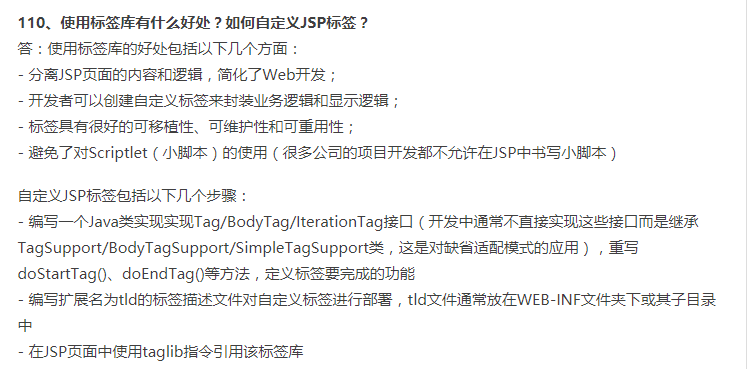 110、使用标签库有什么好处？如何自定义JSP标签？
答：使用标签库的好处包括以下几个方面：
- 分离JSP页面的内容和逻辑，简化了Web开发；
- 开发者可以创建自定义标签来封装业务逻辑和显示逻辑；
- 标签具有很好的可移植性、可维护性和可重用性；
- 避免了对Scriptlet（小脚本）的使用（很多公司的项目开发都不允许在JSP中书写小脚本）
自定义JSP标签包括以下几个步骤：
- 编写一个Java类实现实现Tag/BodyTag/IterationTag接口（开发中通常不直接实现这些接口而是继承
TagSupport/BodyTagSupport/SimpleTagSupport类，这是对缺省适配模式的应用），重写
doStartTag()、doEndTag()等方法，定义标签要完成的功能
- 编写扩展名为tld的标签描述文件对自定义标签进行部署，tld文件通常放在WEB-INF文件夹下或其子目录
中
- 在JSP页面中使用taglib指令引用该标签库